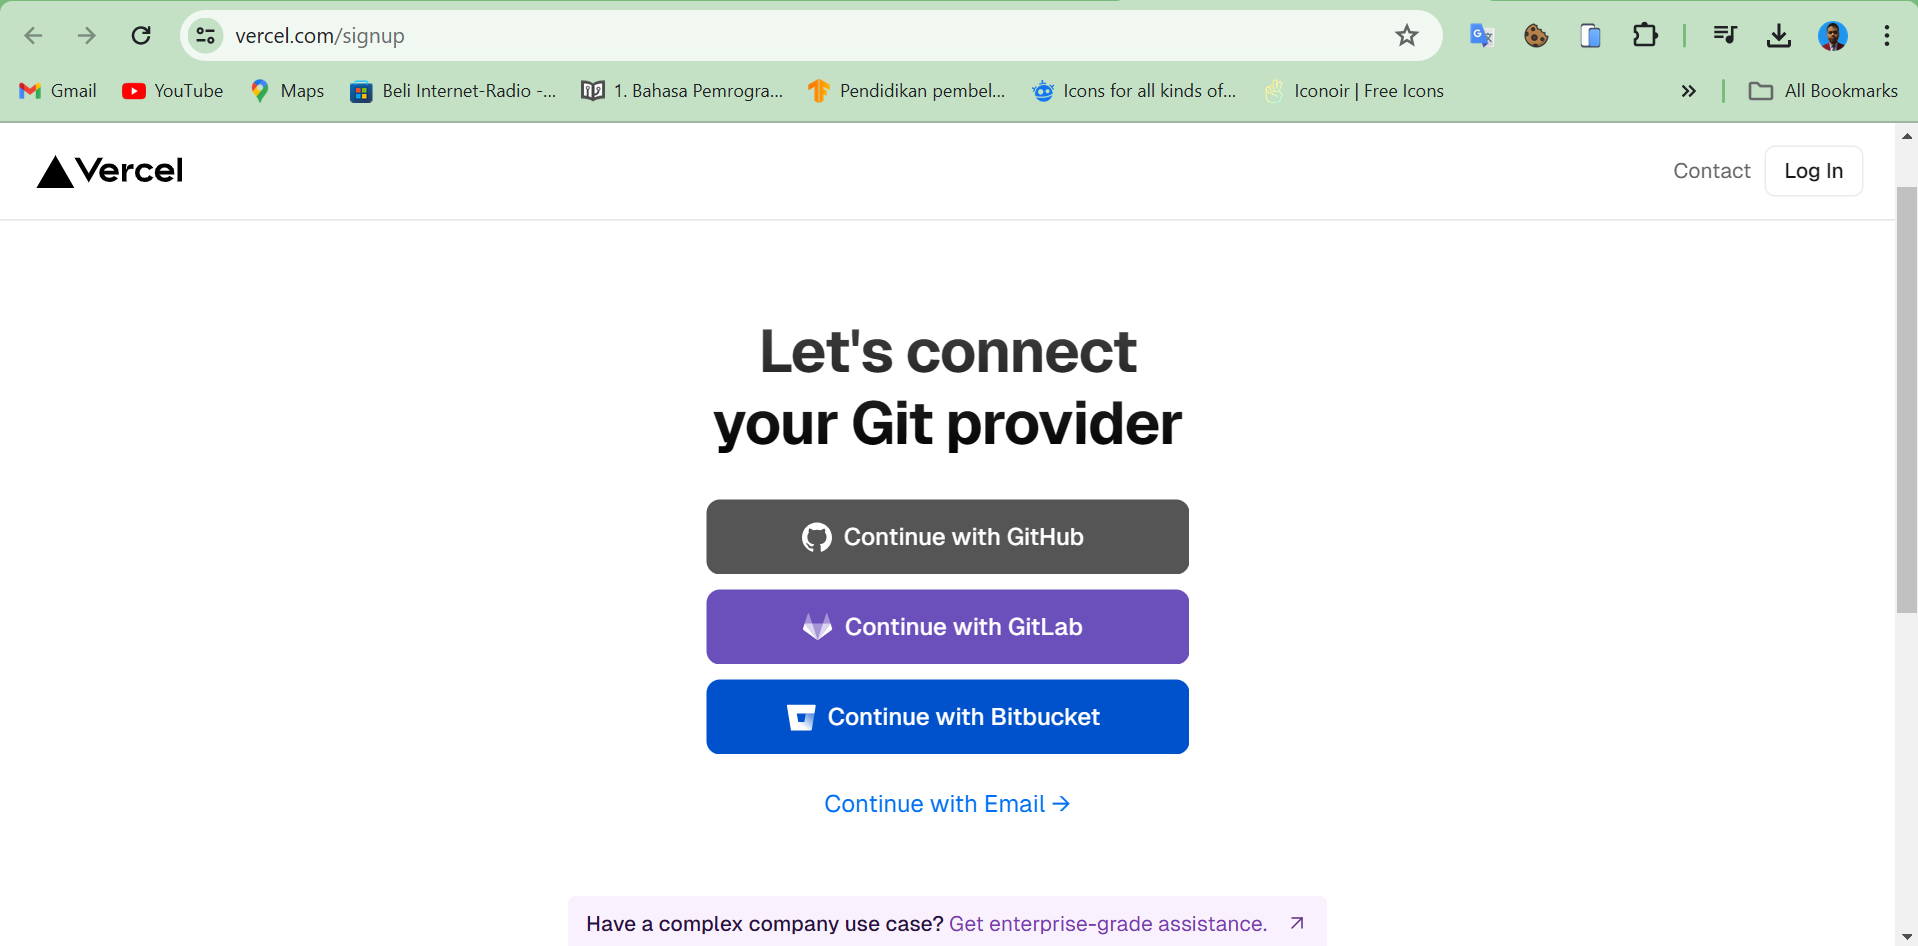 vercel.com/signup
Gmail
YouTube
Maps
Beli Internet-Radio -...
1. Bahasa Pemrogra...
Pendidikan pembel...
Icons for all kinds of...
Iconoir | Free Icons
All Bookmarks
Vercel
Contact
Log In
Let's connect
your Git provider
Continue with GitHub
Continue with GitLab
Continue with Bitbucket
Continue with Email →
Have a complex company use case? Get enterprise-grade assistance.